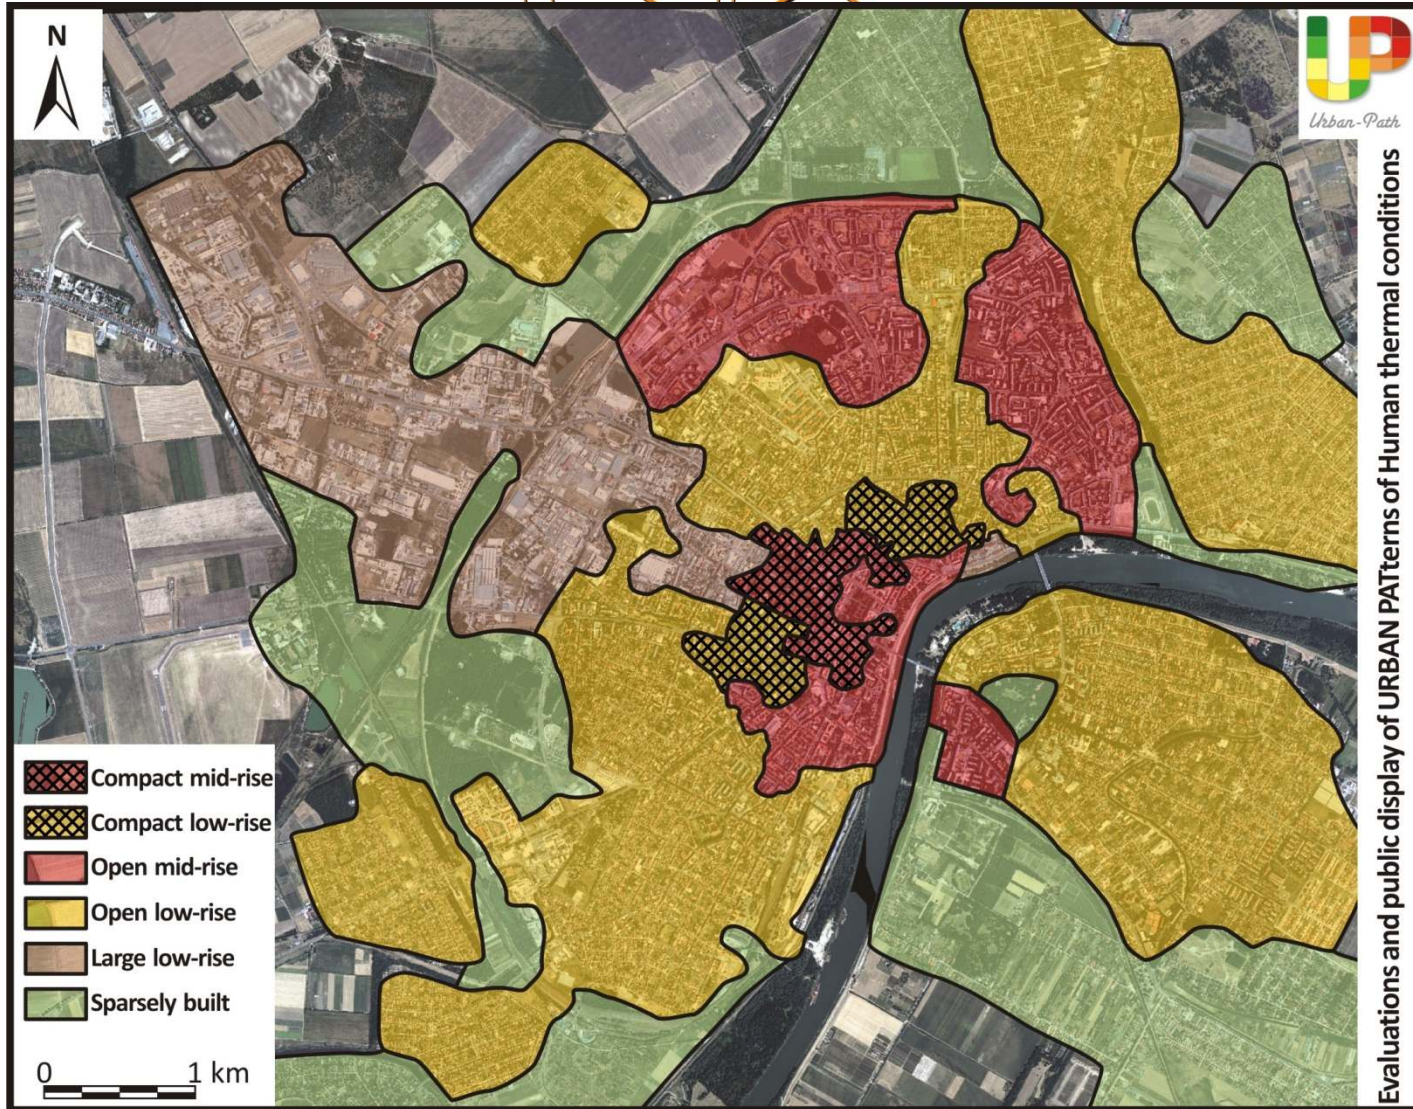 N
UP
Urban-Path
Evaluations and public display of URBAN PATterns of Human thermal conditions
Compact mid-rise
Compact low-rise
Open mid-rise
Open low-rise
Large low-rise
Sparsely built
0 1 km